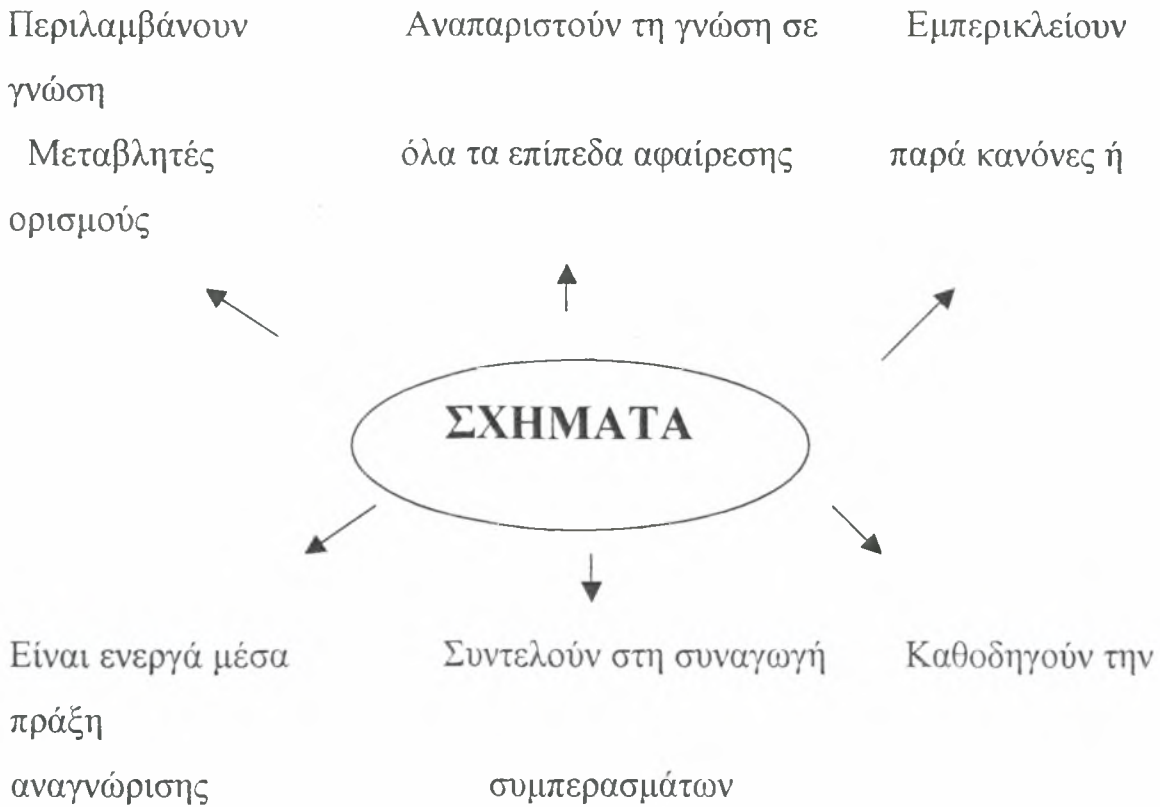 Περιλαμβάνουν Αναπαριστούν τη γνώση σε Εμπερικλείουν
γνώση
Μεταβλητές όλα τα επίπεδα αφαίρεσης παρά κανόνες ή
ορισμούς
ΣΧΗΜΑΤΑ
Είναι ενεργά μέσα Συντελούν στη συναγωγή Καθοδηγούν την
πράξη
αναγνώρισης συμπερασμάτων